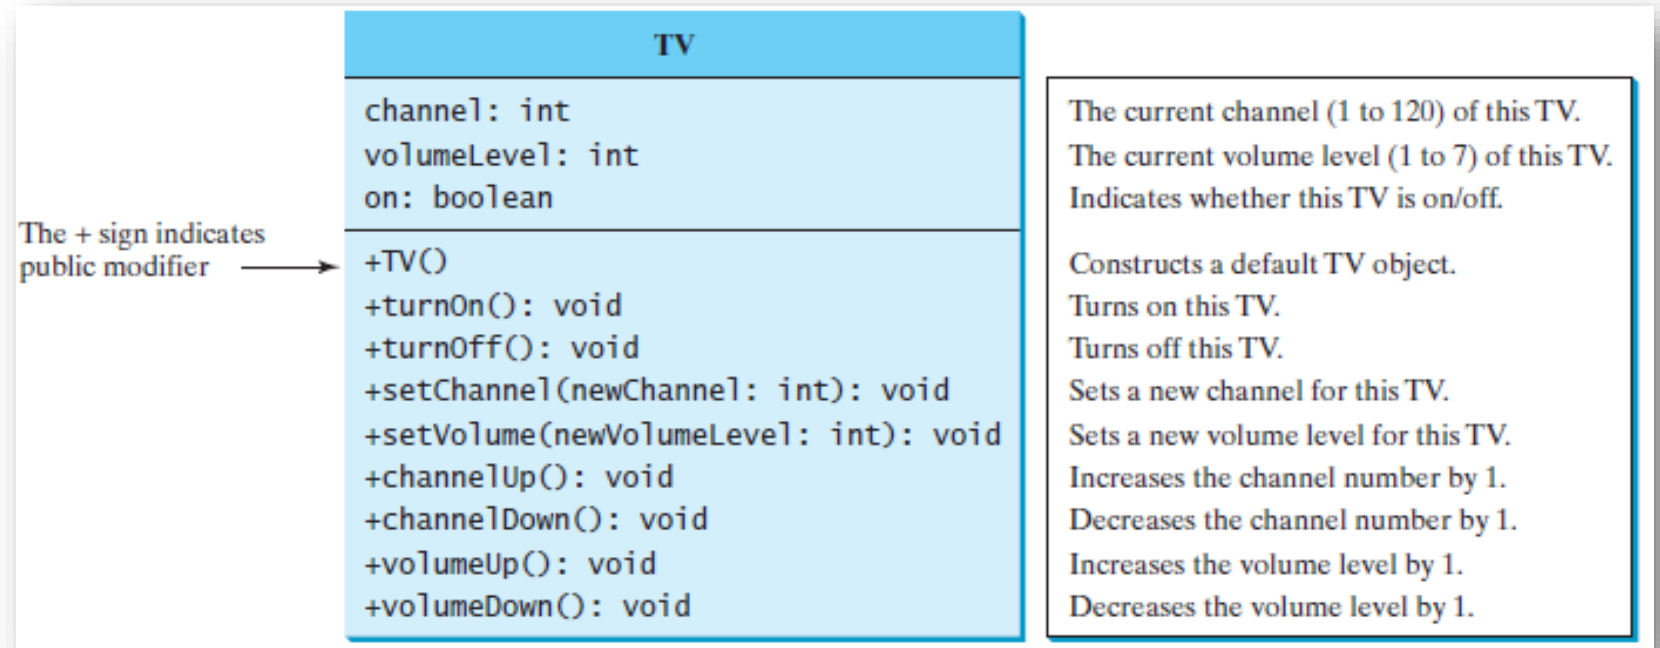 TV
channel: int
volumeLevel: int
on: boolean
The current channel (1 to 120) of this TV.
The current volume level (1 to 7) of this TV.
Indicates whether this TV is on/off.
The + sign indicates
public modifier
+TV()
+turnOn(): void
+turnOff(): void
+setChannel(newChannel: int): void
+setVolume(newVolumeLevel: int): void
+channelUp(): void
+channelDown(): void
+volumeUp(): void
+volumeDown(): void
Constructs a default TV object.
Turns on this TV.
Turns off this TV.
Sets a new channel for this TV.
Sets a new volume level for this TV.
Increases the channel number by 1.
Decreases the channel number by 1.
Increases the volume level by 1.
Decreases the volume level by 1.